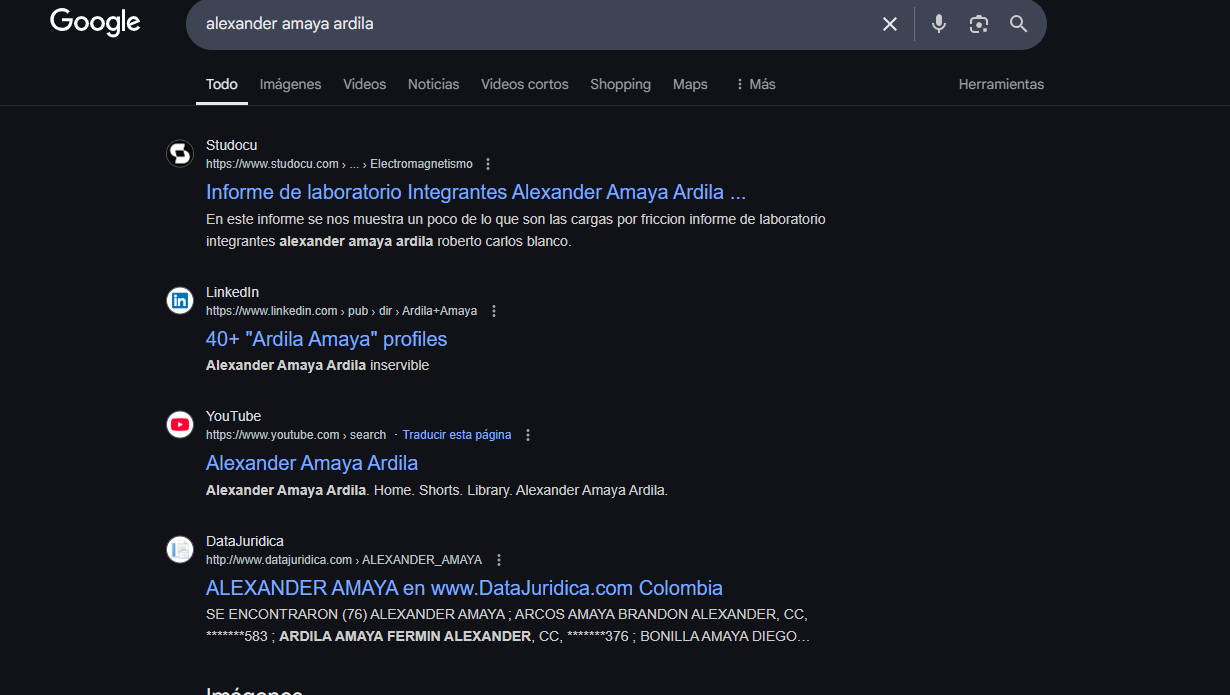 Google
alexander amaya ardila
Todo Imágenes Videos Noticias Videos cortos Shopping Maps Más Herramientas
Studocu
https://www.studocu.com › ... › Electromagnetismo
Informe de laboratorio Integrantes Alexander Amaya Ardila ...
En este informe se nos muestra un poco de lo que son las cargas por friccion informe de laboratorio
integrantes alexander amaya ardila roberto carlos blanco.
LinkedIn
https://www.linkedin.com › pub › dir › Ardila+Amaya
40+ "Ardila Amaya" profiles
Alexander Amaya Ardila inservible
YouTube
https://www.youtube.com › search · Traducir esta página
Alexander Amaya Ardila
Alexander Amaya Ardila. Home. Shorts. Library. Alexander Amaya Ardila.
DataJuridica
http://www.datajuridica.com › ALEXANDER_AMAYA
ALEXANDER AMAYA en www.DataJuridica.com Colombia
SE ENCONTRARON (76) ALEXANDER AMAYA ; ARCOS AMAYA BRANDON ALEXANDER, CC,
*******583 ; ARDILA AMAYA FERMIN ALEXANDER, CC, *******376 ; BONILLA AMAYA DIEGO...
Imágenes